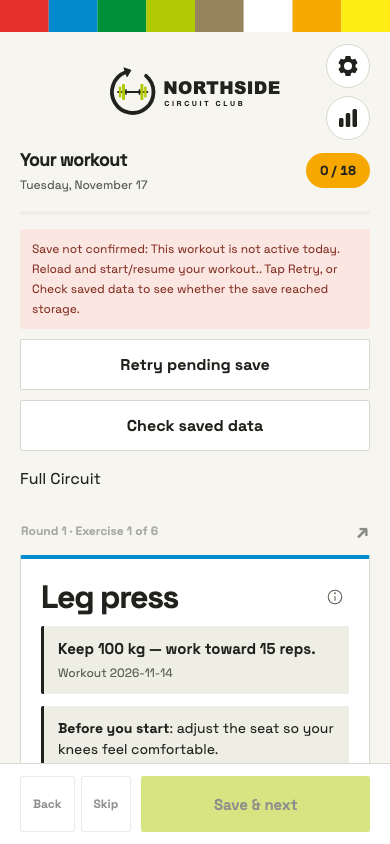 NORTHSIDE
CIRCUIT CLUB
Your workout
Tuesday, November 17
0 / 18
Save not confirmed: This workout is not active today.
Reload and start/resume your workout.. Tap Retry, or
Check saved data to see whether the save reached
storage.
Retry pending save
Check saved data
Full Circuit
Round 1 · Exercise 1 of 6
Leg press
Keep 100 kg — work toward 15 reps.
Workout 2026-11-14
Before you start: adjust the seat so your
knees feel comfortable.
Back
Skip
Save & next